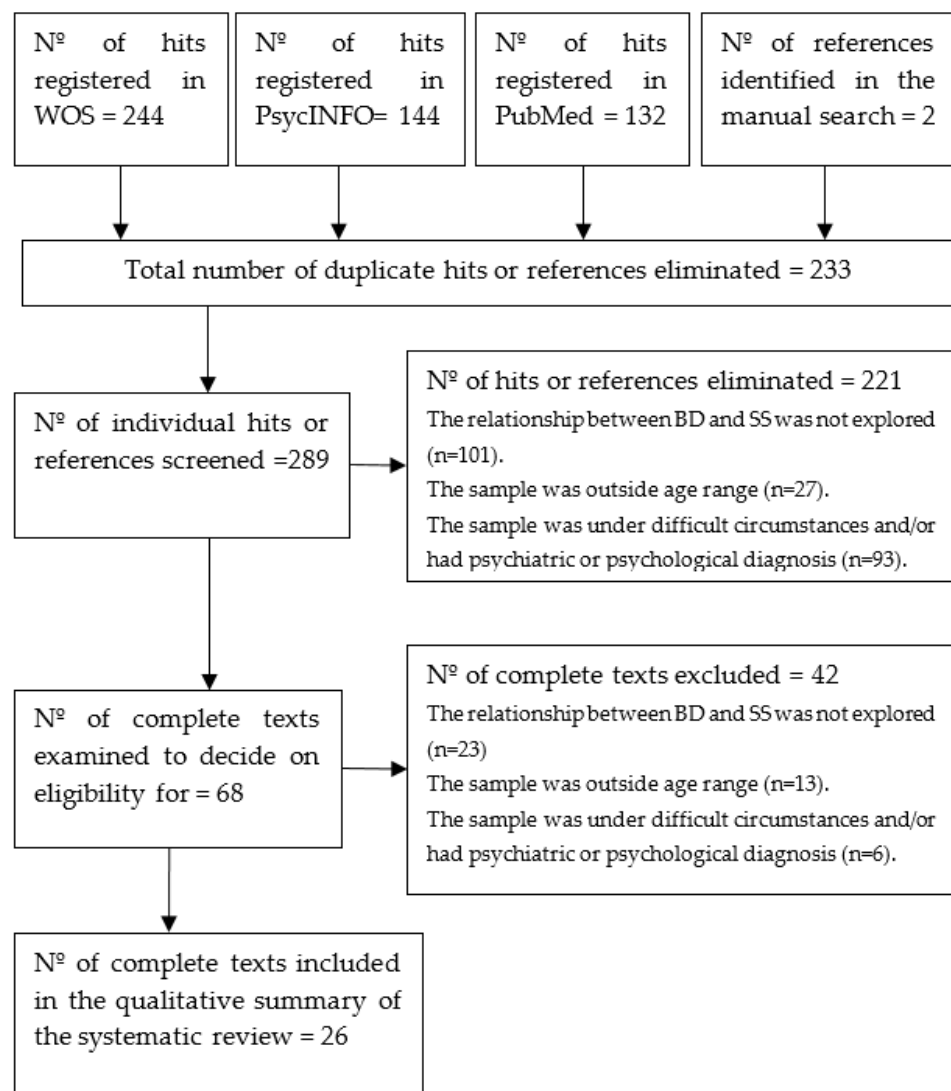 Nº of hits
registered in
WOS = 244
Nº of hits
registered in
PsycINFO= 144
Nº of hits
registered in
PubMed = 132
Nº of references
identified in the
manual search = 2
Total number of duplicate hits or references eliminated = 233
Nº of individual hits or
references screened =289
Nº of hits or references eliminated = 221
The relationship between BD and SS was not explored
(n=101).
The sample was outside age range (n=27).
The sample was under difficult circumstances and/or
had psychiatric or psychological diagnosis (n=93).
Nº of complete texts
examined to decide on
eligibility for = 68
Nº of complete texts excluded = 42
The relationship between BD and SS was not explored
(n=23)
The sample was outside age range (n=13).
The sample was under difficult circumstances and/or
had psychiatric or psychological diagnosis (n=6).
Nº of complete texts included
in the qualitative summary of
the systematic review = 26